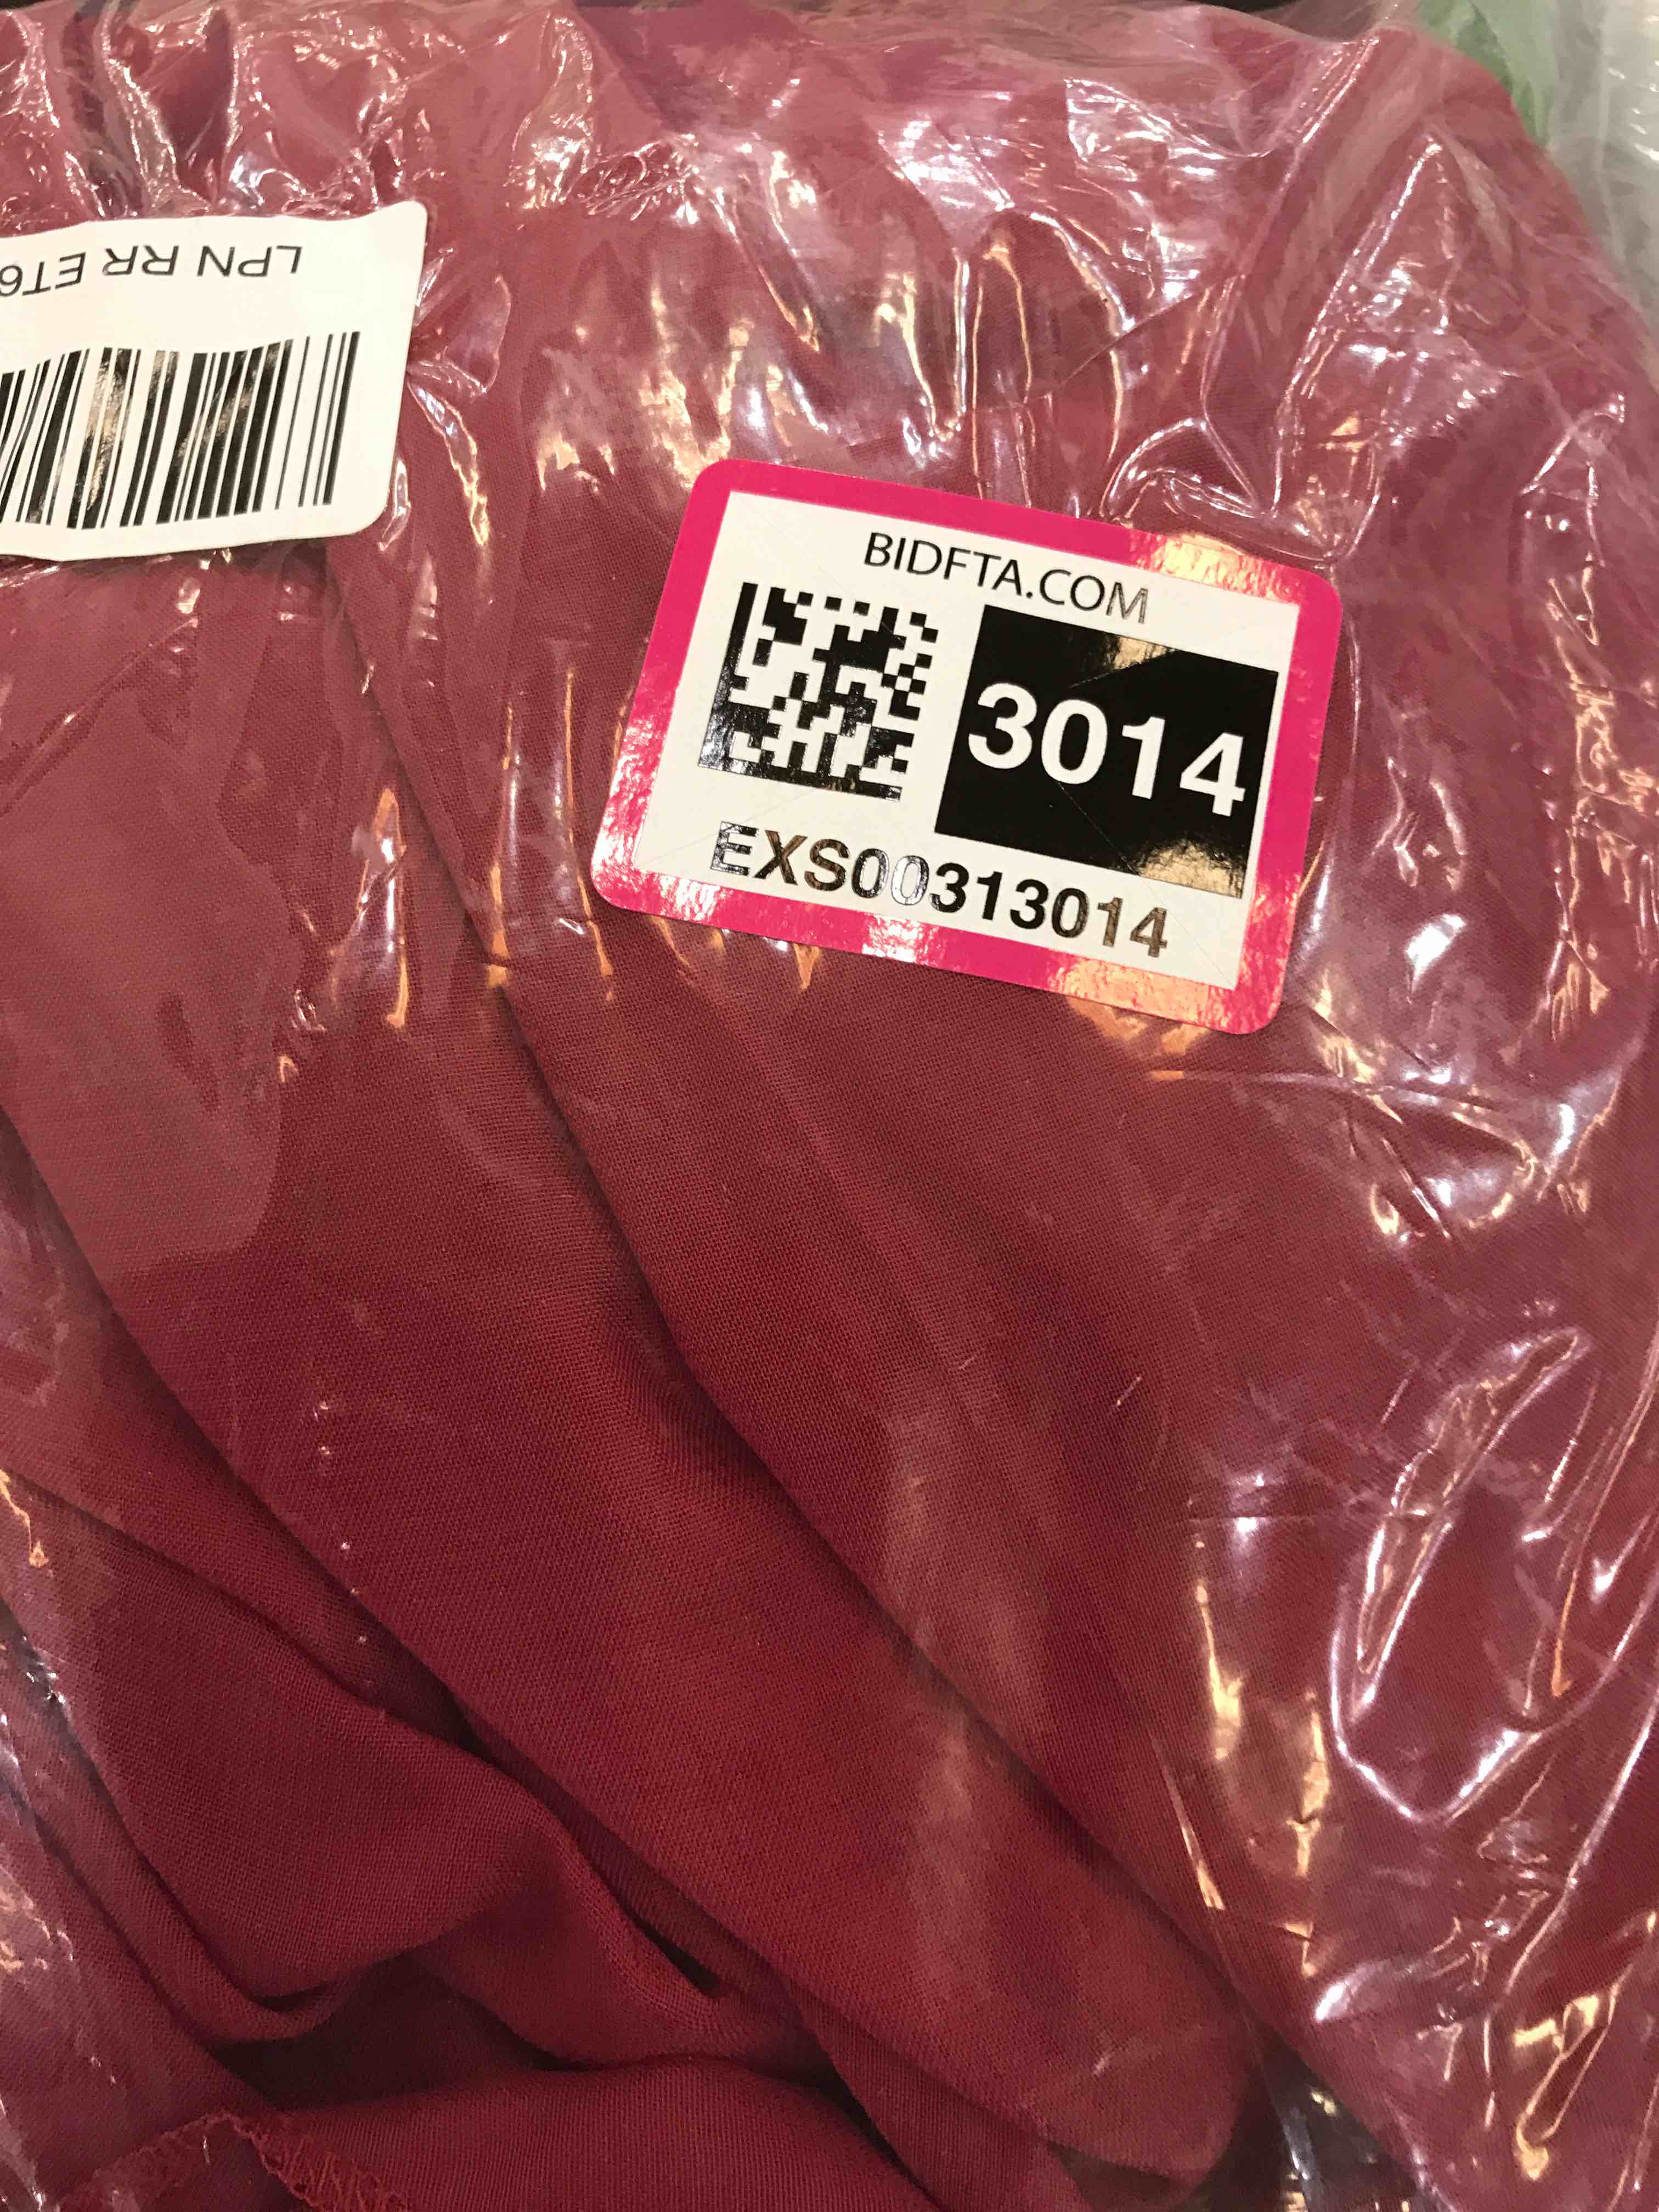 LPN RR ET6
BIDFTA.COM
3014
EXS00313014